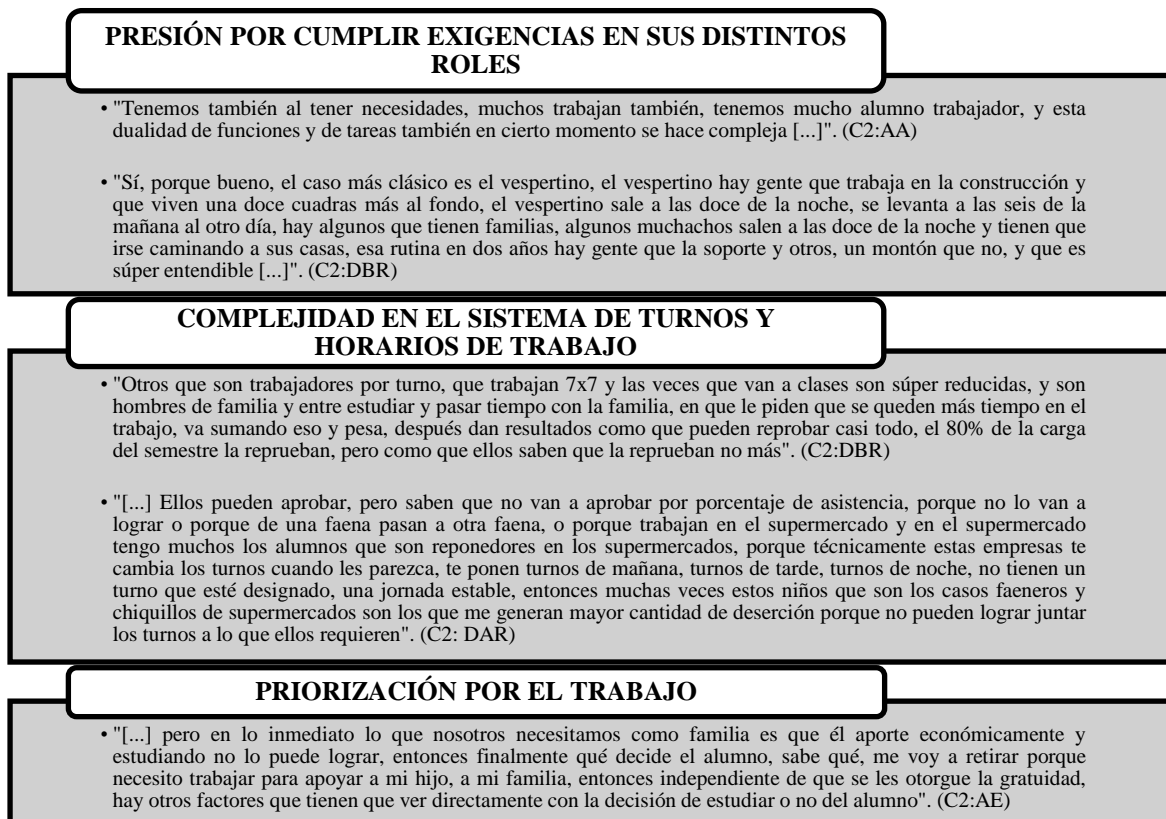 PRESIÓN POR CUMPLIR EXIGENCIAS EN SUS DISTINTOS
ROLES
• "Tenemos también al tener necesidades, muchos trabajan también, tenemos mucho alumno trabajador, y esta
dualidad de funciones y de tareas también en cierto momento se hace compleja [...]". (C2:AA)
• "Sí, porque bueno, el caso más clásico es el vespertino, el vespertino hay gente que trabaja en la construcción y
que viven una doce cuadras más al fondo, el vespertino sale a las doce de la noche, se levanta a las seis de la
mañana al otro día, hay algunos que tienen familias, algunos muchachos salen a las doce de la noche y tienen que
irse caminando a sus casas, esa rutina en dos años hay gente que la soporte y otros, un montón que no, y que es
súper entendible [...]". (C2:DBR)
COMPLEJIDAD EN EL SISTEMA DE TURNOS Y
HORARIOS DE TRABAJO
• "Otros que son trabajadores por turno, que trabajan 7x7 y las veces que van a clases son súper reducidas, y son
hombres de familia y entre estudiar y pasar tiempo con la familia, en que le piden que se queden más tiempo en el
trabajo, va sumando eso y pesa, después dan resultados como que pueden reprobar casi todo, el 80% de la carga
del semestre la reprueban, pero como que ellos saben que la reprueban no más". (C2:DBR)
• "[...] Ellos pueden aprobar, pero saben que no van a aprobar por porcentaje de asistencia, porque no lo van a
lograr o porque de una faena pasan a otra faena, o porque trabajan en el supermercado y en el supermercado
tengo muchos los alumnos que son reponedores en los supermercados, porque técnicamente estas empresas te
cambia los turnos cuando les parezca, te ponen turnos de mañana, turnos de tarde, turnos de noche, no tienen un
turno que esté designado, una jornada estable, entonces muchas veces estos niños que son los casos faeneros y
chiquillos de supermercados son los que me generan mayor cantidad de deserción porque no pueden lograr juntar
los turnos a lo que ellos requieren". (C2: DAR)
PRIORIZACIÓN POR EL TRABAJO
• "[...] pero en lo inmediato lo que nosotros necesitamos como familia es que él aporte económicamente y
estudiando no lo puede lograr, entonces finalmente qué decide el alumno, sabe qué, me voy a retirar porque
necesito trabajar para apoyar a mi hijo, a mi familia, entonces independiente de que se les otorgue la gratuidad,
hay otros factores que tienen que ver directamente con la decisión de estudiar o no del alumno". (C2:AE)